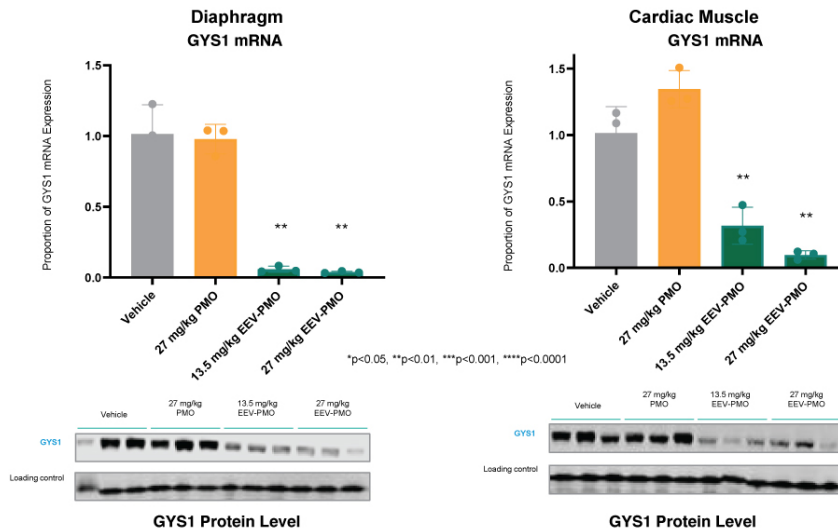 Diaphragm
GYS1 mRNA
Proportion of GYS1 mRNA Expression
1.5
1.0
0.5
0.0
**
**
Vehicle
27 mg/kg PMO
13.5 mg/kg EEV-PMO
27 mg/kg EEV-PMO
Cardiac Muscle
GYS1 mRNA
Proportion of GYS1 mRNA Expression
1.5
1.0
0.5
0.0
**
**
Vehicle
27 mg/kg PMO
13.5 mg/kg EEV-PMO
27 mg/kg EEV-PMO
*p<0.05, **p<0.01, ***p<0.001, ****p<0.0001
Vehicle
27 mg/kg
PMO
13.5 mg/kg
EEV-PMO
27 mg/kg
EEV-PMO
GYS1
Loading control
GYS1 Protein Level
Vehicle
27 mg/kg
PMO
13.5 mg/kg
EEV-PMO
27 mg/kg
EEV-PMO
GYS1
Loading control
GYS1 Protein Level